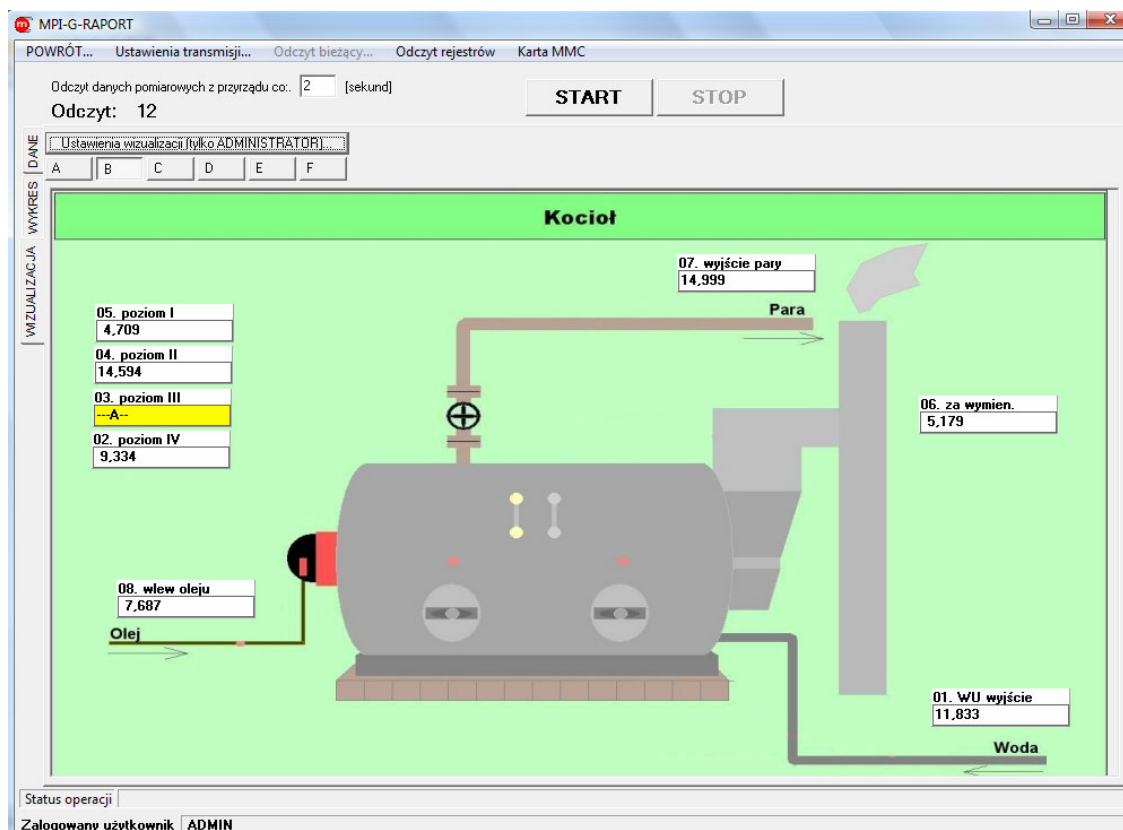 MPI-G-RAPORT
POWRÓT... Ustawienia transmisji... Odczyt bieżący... Odczyt rejestrów Karta MMC
Odczyt danych pomiarowych z przyrządu co:. 2 [sekund]
Odczyt: 12
START STOP
Ustawienia wizualizacji (tylko ADMINISTRATOR)...
A B C D E F
DANE
WYKRES
WIZUALIZACJA
Kocioł
07. wyjście pary
14,999
Para
05. poziom I
4,709
04. poziom II
14,594
03. poziom III
---A--
02. poziom IV
9,334
06. za wymien.
5,179
08. wlew oleju
7,687
Olej
01. WU wyjście
11,833
Woda
Status operacji
Zalogowany użytkownik ADMIN